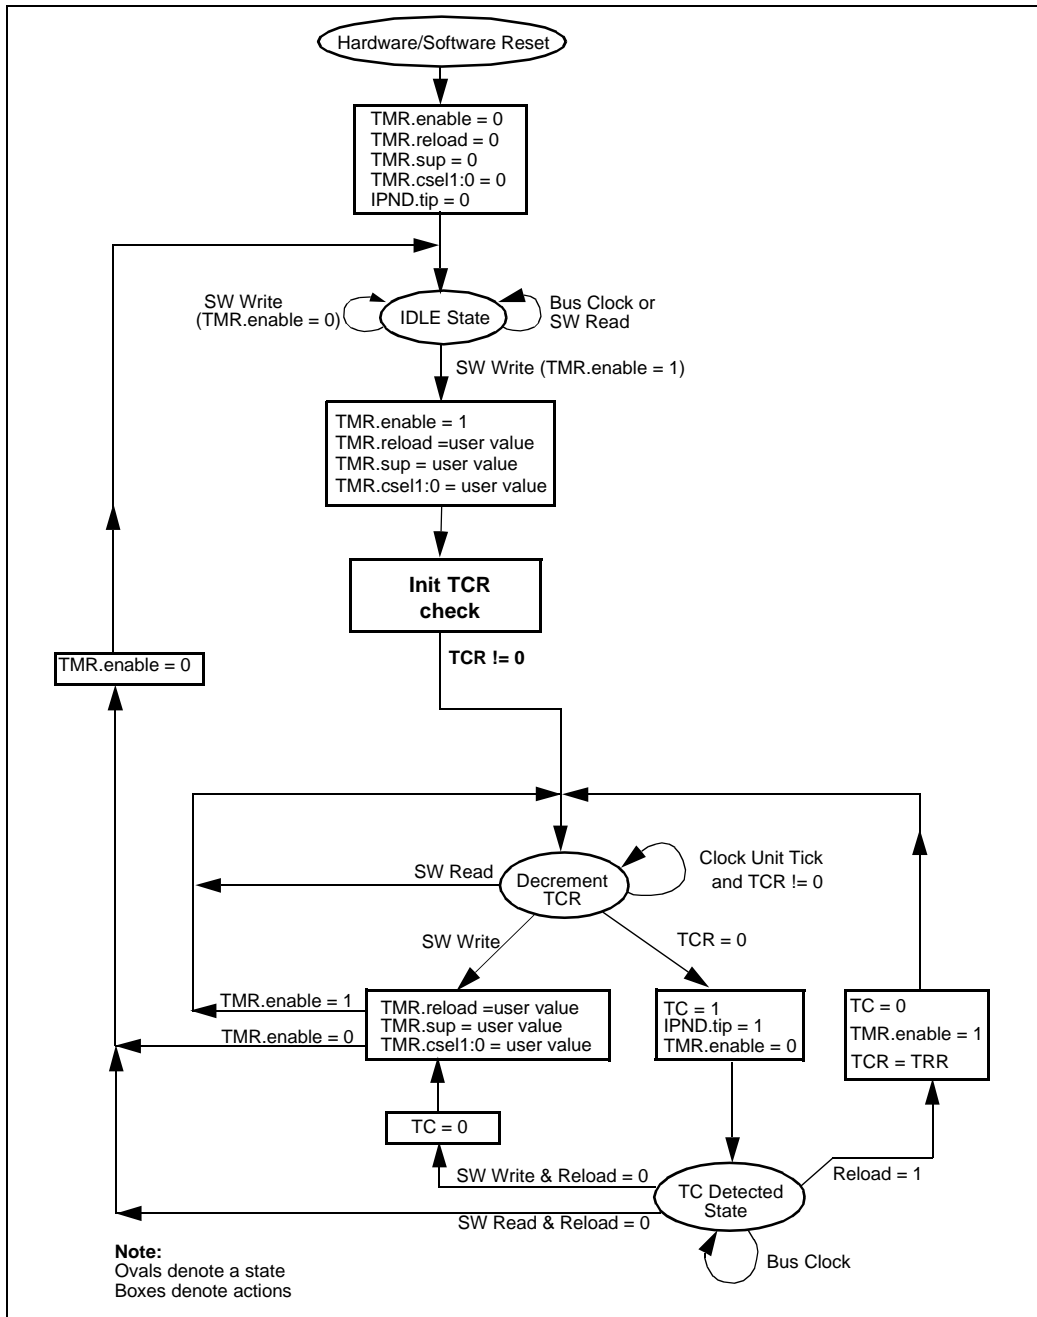 Hardware/Software Reset
TMR.enable = 0
TMR.reload = 0
TMR.sup = 0
TMR.csel1:0 = 0
IPND.tip = 0
SW Write
(TMR.enable = 0)
IDLE State
Bus Clock or
SW Read
SW Write (TMR.enable = 1)
TMR.enable = 1
TMR.reload =user value
TMR.sup = user value
TMR.csel1:0 = user value
Init TCR
check
TCR != 0
TMR.enable = 0
SW Read
Decrement
TCR
Clock Unit Tick
and TCR != 0
SW Write
TCR = 0
TMR.enable = 1
TMR.enable = 0
TMR.reload =user value
TMR.sup = user value
TMR.csel1:0 = user value
TC = 1
IPND.tip = 1
TMR.enable = 0
TC = 0
TMR.enable = 1
TCR = TRR
TC = 0
SW Write & Reload = 0
SW Read & Reload = 0
TC Detected
State
Reload = 1
Bus Clock
Note:
Ovals denote a state
Boxes denote actions